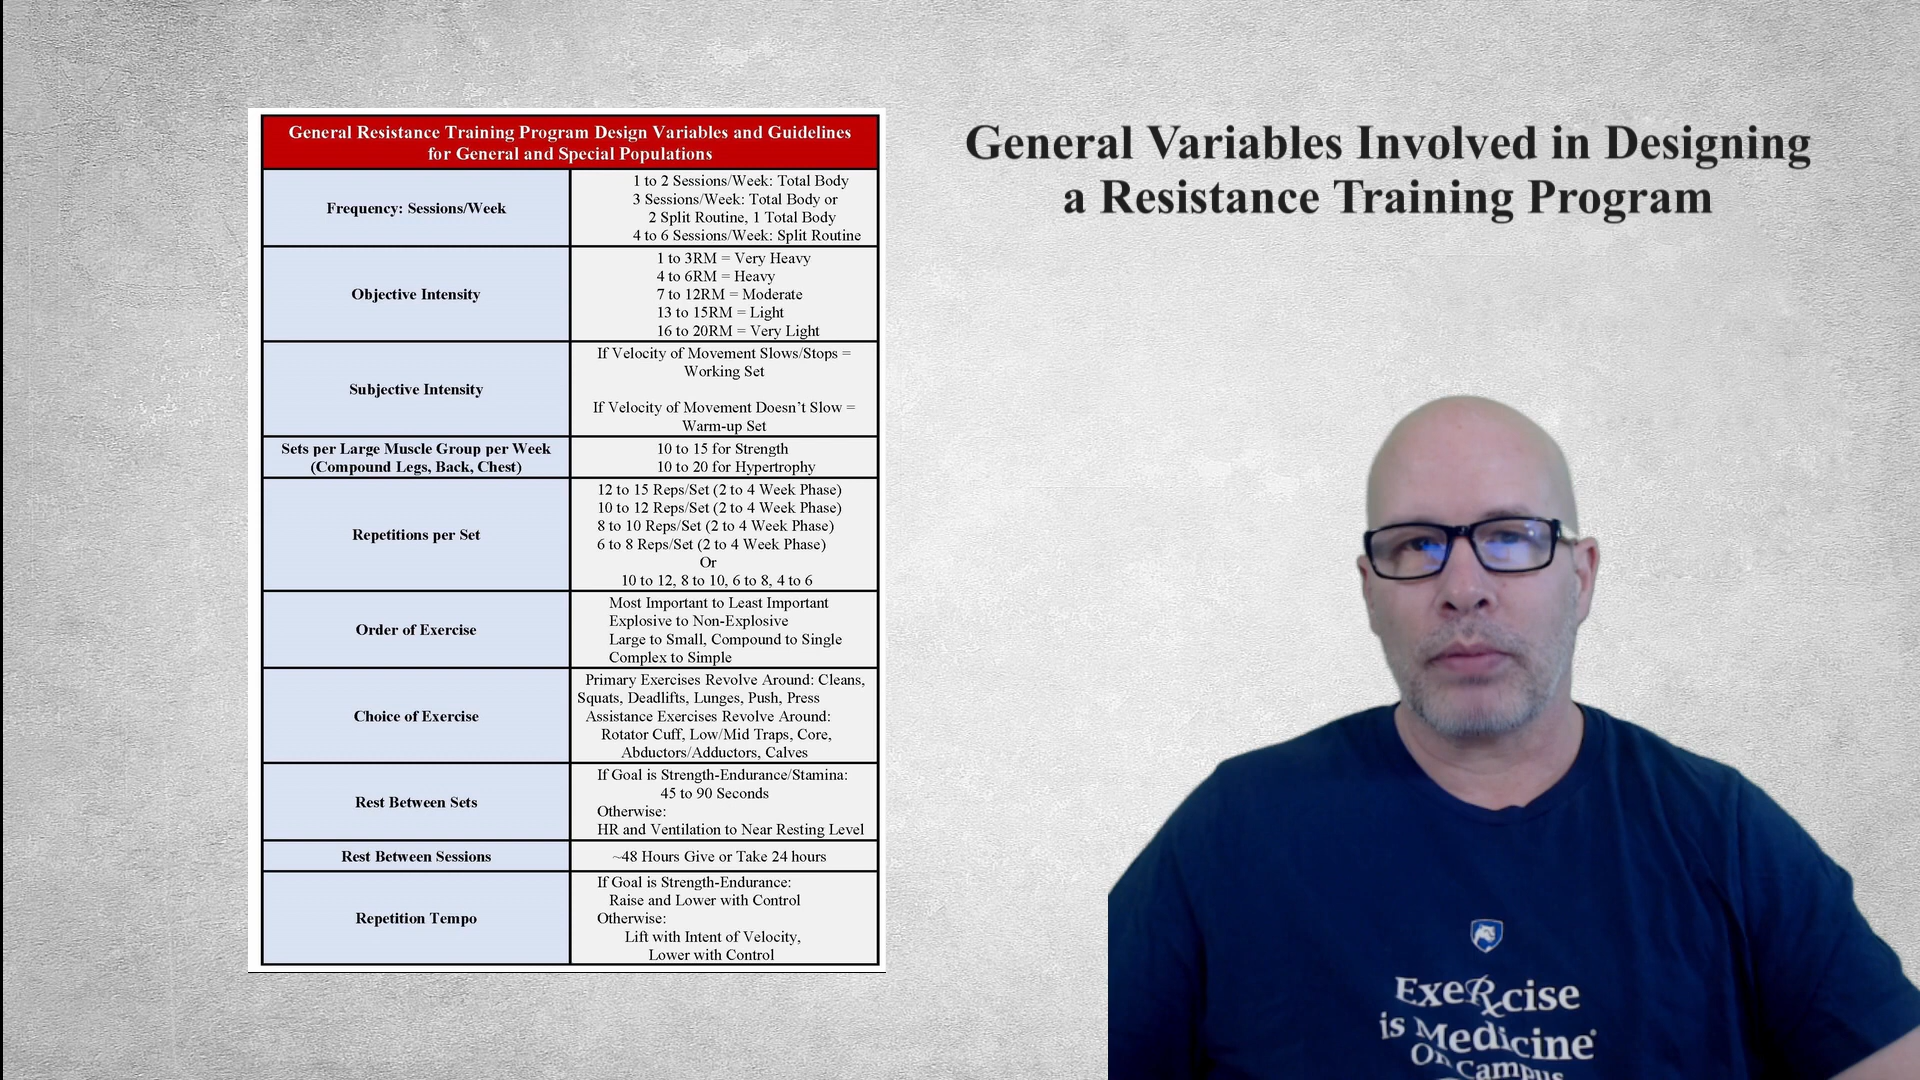 General Resistance Training Program Design Variables and Guidelines
for General and Special Populations
Frequency: Sessions/Week
1 to 2 Sessions/Week: Total Body
3 Sessions/Week: Total Body or
2 Split Routine, 1 Total Body
4 to 6 Sessions/Week: Split Routine
Objective Intensity
1 to 3RM = Very Heavy
4 to 6RM = Heavy
7 to 12RM = Moderate
13 to 15RM = Light
16 to 20RM = Very Light
Subjective Intensity
If Velocity of Movement Slows/Stops =
Working Set
If Velocity of Movement Doesn't Slow =
Warm-up Set
Sets per Large Muscle Group per Week
(Compound Legs, Back, Chest)
10 to 15 for Strength
10 to 20 for Hypertrophy
Repetitions per Set
12 to 15 Reps/Set (2 to 4 Week Phase)
10 to 12 Reps/Set (2 to 4 Week Phase)
8 to 10 Reps/Set (2 to 4 Week Phase)
6 to 8 Reps/Set (2 to 4 Week Phase)
Or
10 to 12, 8 to 10, 6 to 8, 4 to 6
Order of Exercise
Most Important to Least Important
Explosive to Non-Explosive
Large to Small, Compound to Single
Complex to Simple
Choice of Exercise
Primary Exercises Revolve Around: Cleans,
Squats, Deadlifts, Lunges, Push, Press
Assistance Exercises Revolve Around:
Rotator Cuff, Low/Mid Traps, Core,
Abductors/Adductors, Calves
Rest Between Sets
If Goal is Strength-Endurance/Stamina:
45 to 90 Seconds
Otherwise:
HR and Ventilation to Near Resting Level
Rest Between Sessions
~48 Hours Give or Take 24 hours
Repetition Tempo
If Goal is Strength-Endurance:
Raise and Lower with Control
Otherwise:
Lift with Intent of Velocity,
Lower with Control
General Variables Involved in Designing
a Resistance Training Program
ExeRcise
is Medicine
On Campus